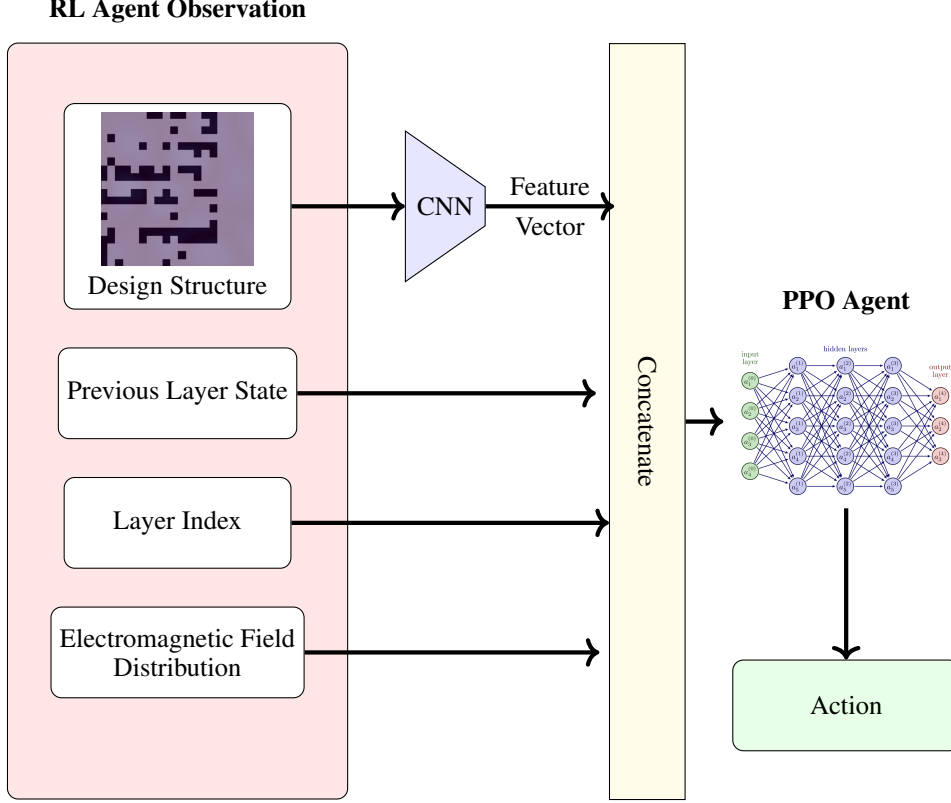 RL Agent Observation
Design Structure
CNN
Feature
Vector
Previous Layer State
Layer Index
Electromagnetic Field
Distribution
Concatenate
PPO Agent
input
layer
hidden layers
output
layer
Action